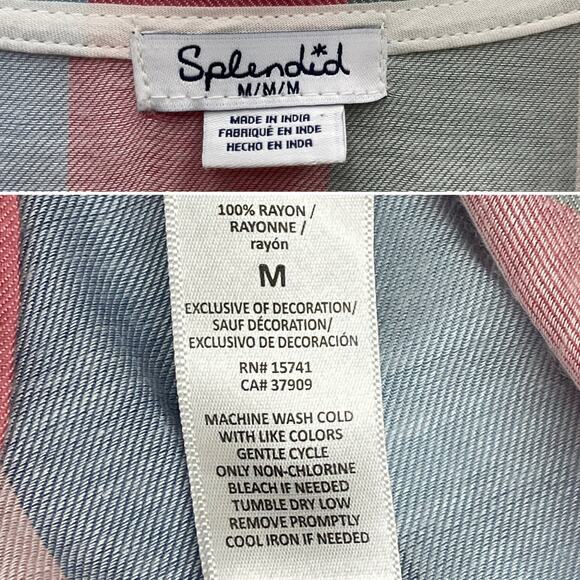 Splendid
M/M/M
MADE IN INDIA
FABRIQUÉ EN INDE
HECHO EN INDA
100% RAYON /
RAYONNE /
rayón
M
EXCLUSIVE OF DECORATION/
SAUF DÉCORATION/
EXCLUSIVO DE DECORACIÓN
RN# 15741
CA# 37909
MACHINE WASH COLD
WITH LIKE COLORS
GENTLE CYCLE
ONLY NON-CHLORINE
BLEACH IF NEEDED
TUMBLE DRY LOW
REMOVE PROMPTLY
COOL IRON IF NEEDED